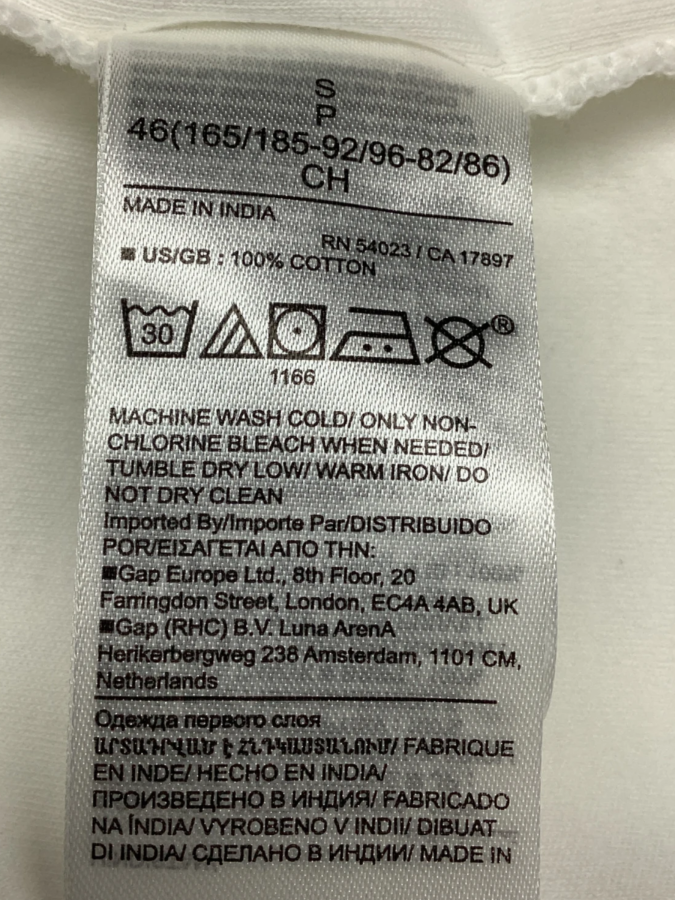 S
P
46(165/185-92/96-82/86)
CH
MADE IN INDIA
RN 54023 / CA 17897
US/GB : 100% COTTON
30
®
1166
MACHINE WASH COLD/ ONLY NON-
CHLORINE BLEACH WHEN NEEDED/
TUMBLE DRY LOW/ WARM IRON/ DO
NOT DRY CLEAN
Imported By/Importe Par/DISTRIBUIDO
POR/ΕΙΣΑΓΕΤΑΙ ΑΠΟ ΤΗΝ:
Gap Europe Ltd., 8th Floor, 20
Farringdon Street, London, EC4A 4AB, UK
Gap (RHC) B.V. Luna ArenA
Herikerbergweg 238 Amsterdam, 1101 CM,
Netherlands
Одежда первого слоя
ԱՐՏԱԴՐՎԱԾ Է ՀՆԴԿԱՍՏԱՆՈՒՄ/ FABRIQUE
EN INDE/ HECHO EN INDIA/
ПРОИЗВЕДЕНО В ИНДИЯ/ FABRICADO
NA ÍNDIA/ VYROBENO V INDII/ DIBUAT
DI INDIA/ СДЕЛАНО В ИНДИИ/ MADE IN